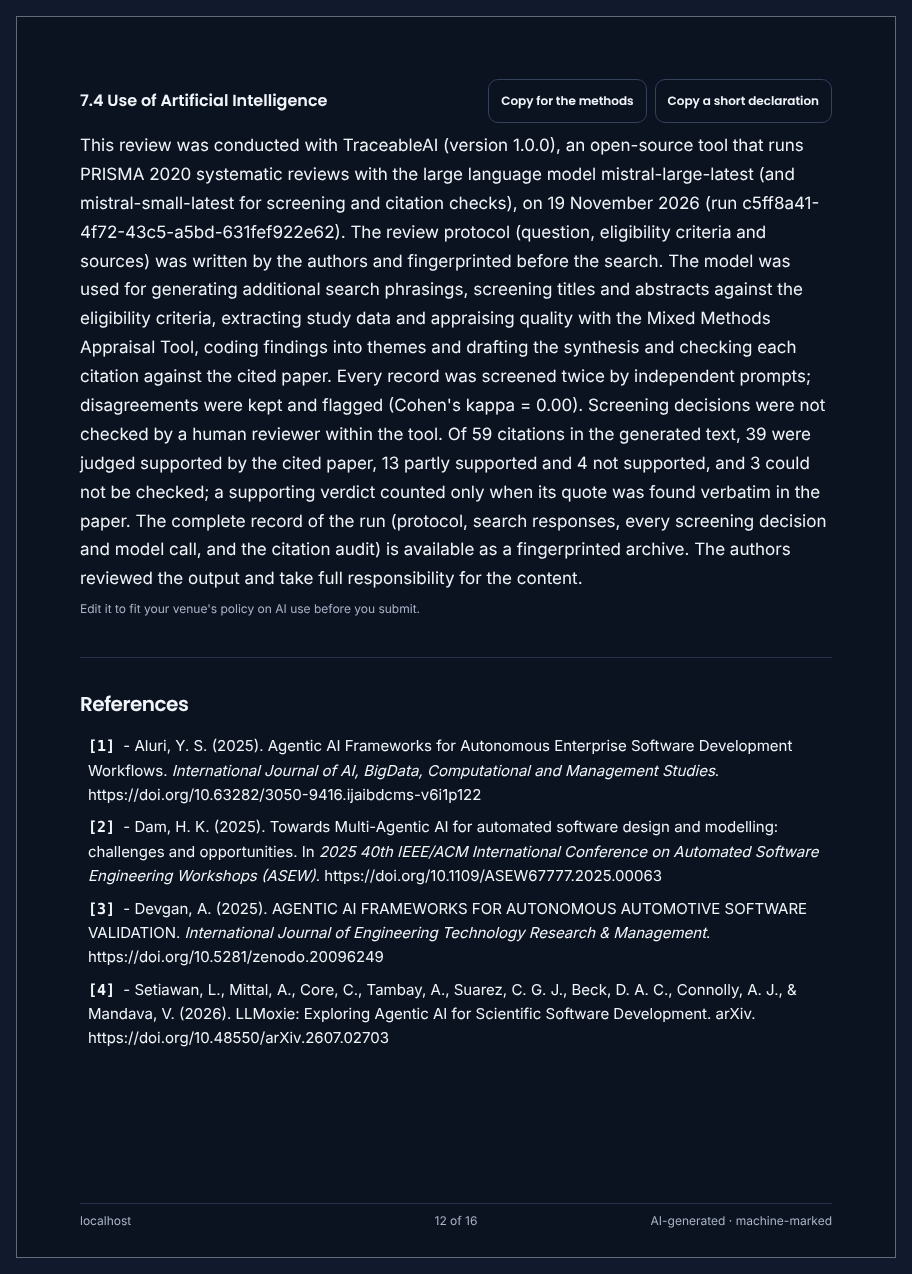 7.4 Use of Artificial Intelligence
Copy for the methods
Copy a short declaration
This review was conducted with TraceableAI (version 1.0.0), an open-source tool that runs
PRISMA 2020 systematic reviews with the large language model mistral-large-latest (and
mistral-small-latest for screening and citation checks), on 19 November 2026 (run c5ff8a41-
4f72-43c5-a5bd-631fef922e62). The review protocol (question, eligibility criteria and
sources) was written by the authors and fingerprinted before the search. The model was
used for generating additional search phrasings, screening titles and abstracts against the
eligibility criteria, extracting study data and appraising quality with the Mixed Methods
Appraisal Tool, coding findings into themes and drafting the synthesis and checking each
citation against the cited paper. Every record was screened twice by independent prompts;
disagreements were kept and flagged (Cohen's kappa = 0.00). Screening decisions were not
checked by a human reviewer within the tool. Of 59 citations in the generated text, 39 were
judged supported by the cited paper, 13 partly supported and 4 not supported, and 3 could
not be checked; a supporting verdict counted only when its quote was found verbatim in the
paper. The complete record of the run (protocol, search responses, every screening decision
and model call, and the citation audit) is available as a fingerprinted archive. The authors
reviewed the output and take full responsibility for the content.
Edit it to fit your venue's policy on AI use before you submit.
References
[1] - Aluri, Y. S. (2025). Agentic AI Frameworks for Autonomous Enterprise Software Development
Workflows. International Journal of AI, BigData, Computational and Management Studies.
https://doi.org/10.63282/3050-9416.ijaibdcms-v6i1p122
[2] - Dam, H. K. (2025). Towards Multi-Agentic AI for automated software design and modelling:
challenges and opportunities. In 2025 40th IEEE/ACM International Conference on Automated Software
Engineering Workshops (ASEW). https://doi.org/10.1109/ASEW67777.2025.00063
[3] - Devgan, A. (2025). AGENTIC AI FRAMEWORKS FOR AUTONOMOUS AUTOMOTIVE SOFTWARE
VALIDATION. International Journal of Engineering Technology Research & Management.
https://doi.org/10.5281/zenodo.20096249
[4] - Setiawan, L., Mittal, A., Core, C., Tambay, A., Suarez, C. G. J., Beck, D. A. C., Connolly, A. J., &
Mandava, V. (2026). LLMoxie: Exploring Agentic AI for Scientific Software Development. arXiv.
https://doi.org/10.48550/arXiv.2607.02703
localhost
12 of 16
AI-generated · machine-marked